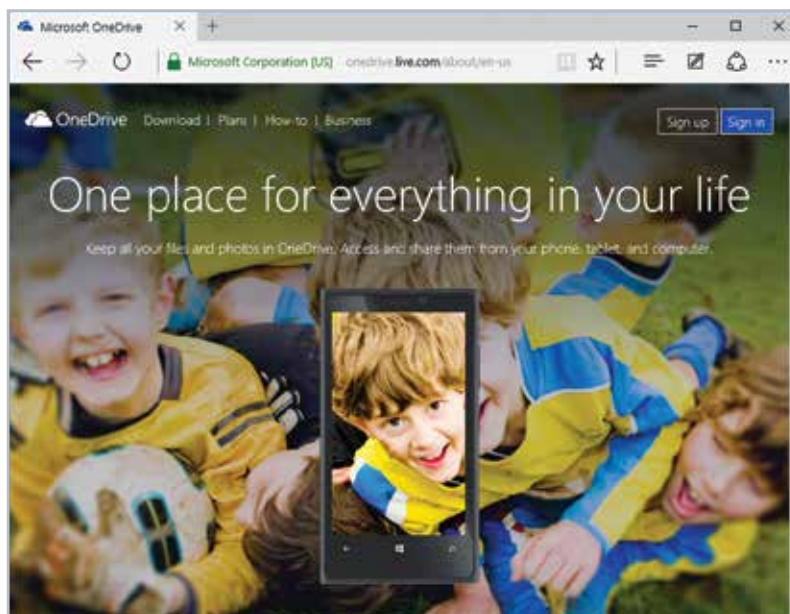 Microsoft OneDrive
Microsoft Corporation [US] onedrive.live.com/about/en-us
OneDrive Download | Plans | How-to | Business Sign up Sign in
One place for everything in your life
Keep all your files and photos in OneDrive. Access and share them from your phone, tablet, and computer.